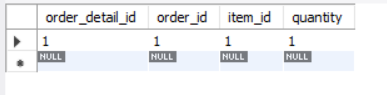 order_detail_id order_id item_id quantity
1 1 1 1
NULL NULL NULL NULL